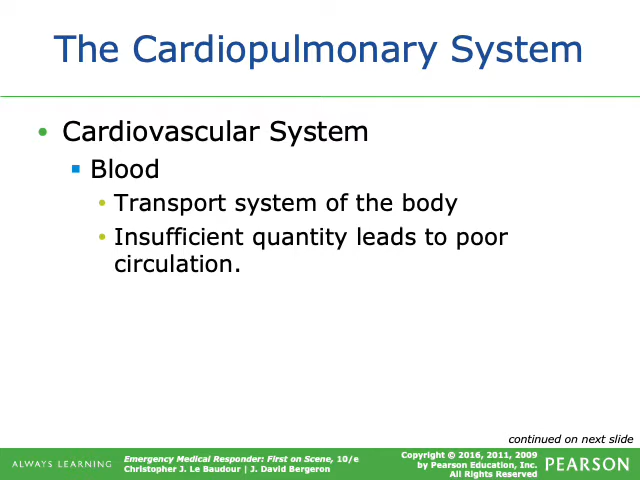 The Cardiopulmonary System
• Cardiovascular System
▪ Blood
• Transport system of the body
• Insufficient quantity leads to poor
circulation.
continued on next slide
ALWAYS LEARNING
Emergency Medical Responder: First on Scene, 10/e
Christopher J. Le Baudour | J. David Bergeron
Copyright © 2016, 2011, 2009
by Pearson Education, Inc.
All Rights Reserved
PEARSON